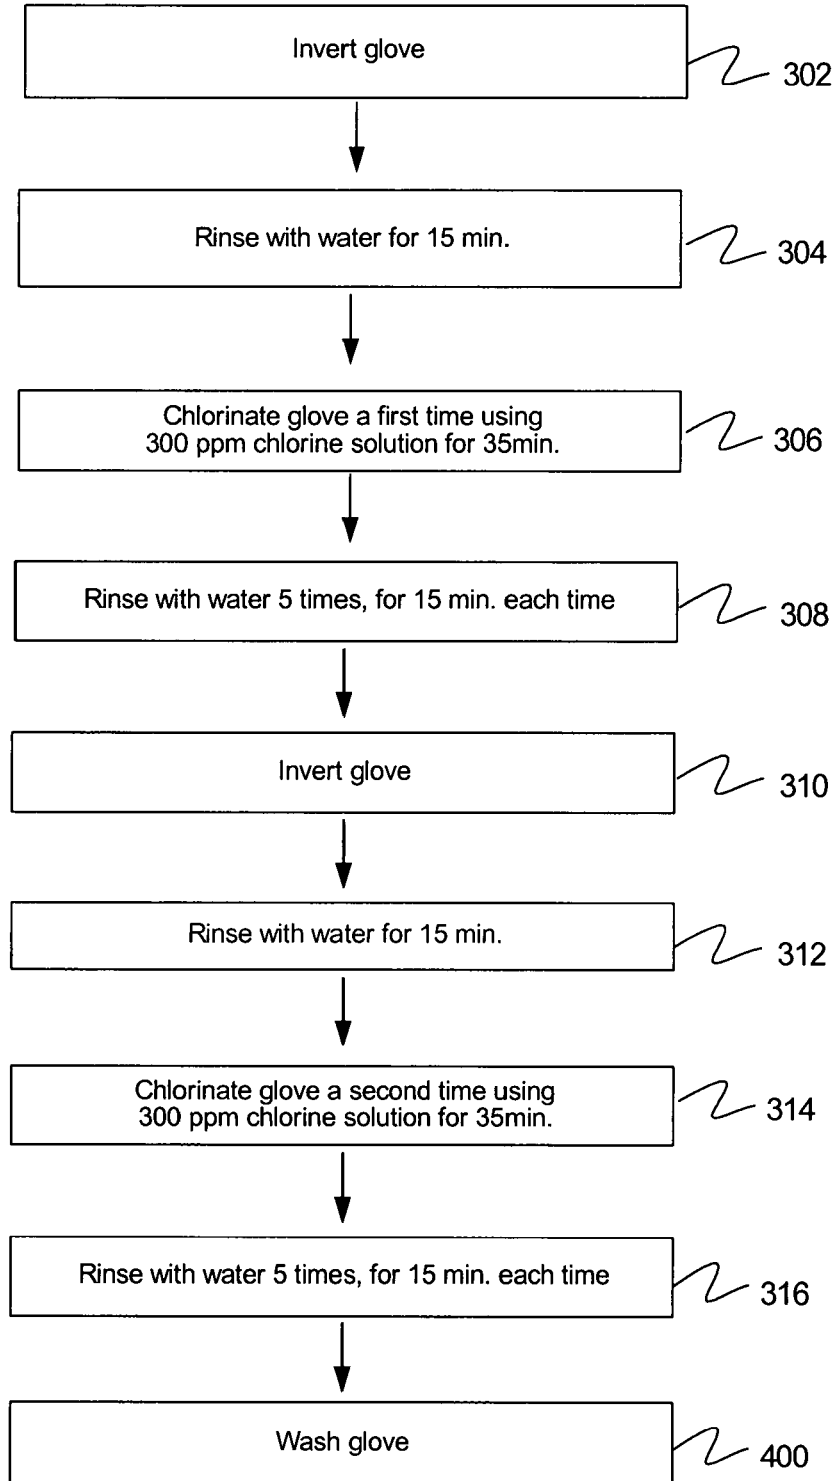 Invert glove
302
Rinse with water for 15 min.
304
Chlorinate glove a first time using
300 ppm chlorine solution for 35min.
306
Rinse with water 5 times, for 15 min. each time
308
Invert glove
310
Rinse with water for 15 min.
312
Chlorinate glove a second time using
300 ppm chlorine solution for 35min.
314
Rinse with water 5 times, for 15 min. each time
316
Wash glove
400